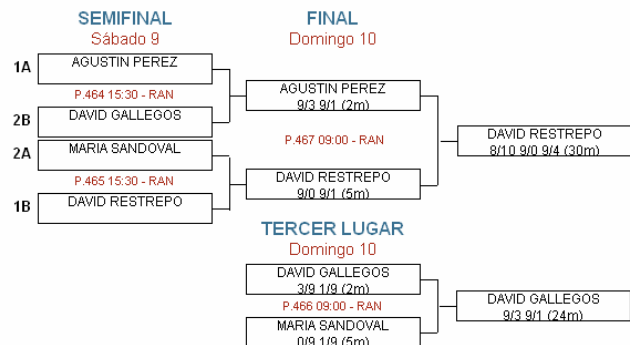 SEMIFINAL
Sábado 9
1A
AGUSTIN PEREZ
P.464 15:30 - RAN
2B
DAVID GALLEGOS
2A
MARIA SANDOVAL
P.465 15:30 - RAN
1B
DAVID RESTREPO
FINAL
Domingo 10
AGUSTIN PEREZ
9/3 9/1 (2m)
P.467 09:00 - RAN
DAVID RESTREPO
9/0 9/1 (5m)
DAVID RESTREPO
8/10 9/0 9/4 (30m)
TERCER LUGAR
Domingo 10
DAVID GALLEGOS
3/9 1/9 (2m)
P.466 09:00 - RAN
MARIA SANDOVAL
0/9 1/9 (5m)
DAVID GALLEGOS
9/3 9/1 (24m)